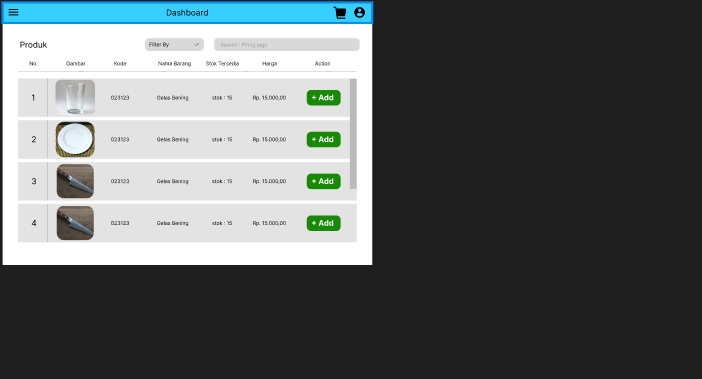 Dashboard
Produk
Filter By
Search : Piring jago
No. Gambar Kode Nama Barang Stok Tersedia Harga Action
1 023123 Gelas Bening stok : 15 Rp. 15.000,00 + Add
2 023123 Gelas Bening stok : 15 Rp. 15.000,00 + Add
3 023123 Gelas Bening stok : 15 Rp. 15.000,00 + Add
4 023123 Gelas Bening stok : 15 Rp. 15.000,00 + Add